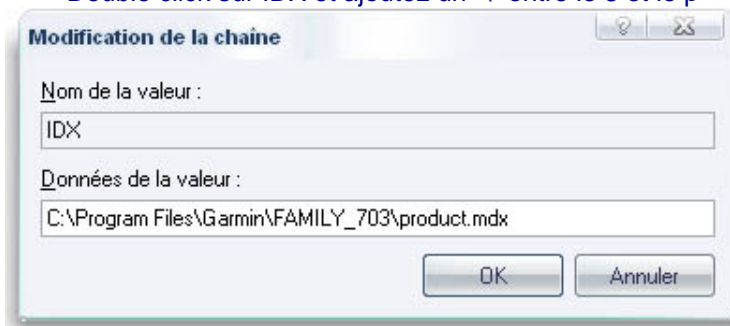 Modification de la chaîne
Nom de la valeur :
IDX
Données de la valeur :
C:\Program Files\Garmin\FAMILY_703\product.mdx
OK
Annuler